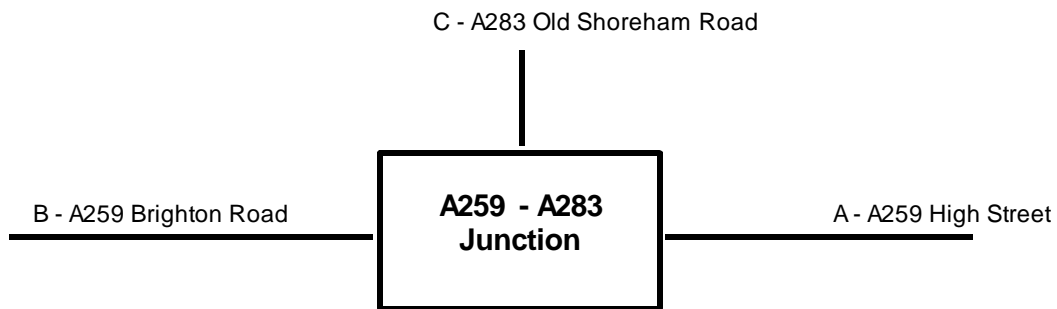 C - A283 Old Shoreham Road
B - A259 Brighton Road
A259 - A283
Junction
A - A259 High Street